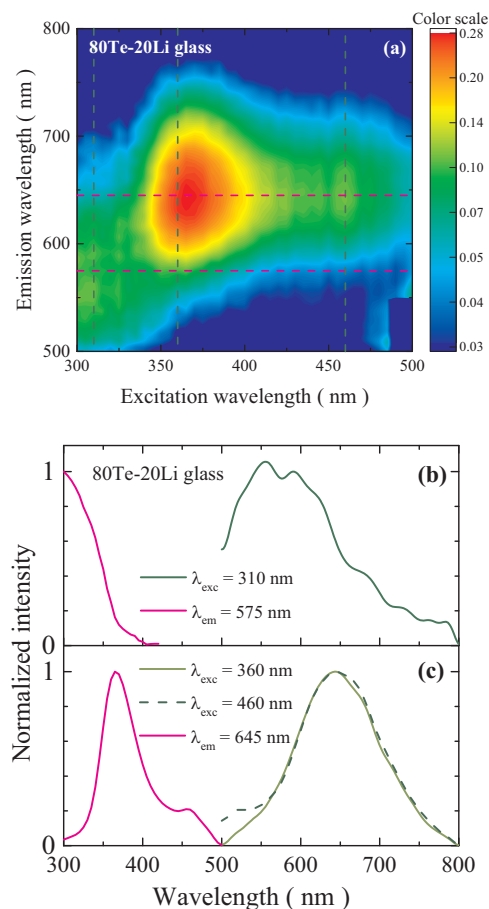 80Te-20Li glass
(a)
Color scale
800
700
600
500
Emission wavelength ( nm )
300
350
400
450
500
Excitation wavelength ( nm )
0.28
0.20
0.14
0.10
0.07
0.05
0.04
0.03
80Te-20Li glass
(b)
1
0
λexc = 310 nm
λem = 575 nm
Normalized intensity
(c)
1
0
λexc = 360 nm
λexc = 460 nm
λem = 645 nm
300 400 500 600 700 800
Wavelength ( nm )